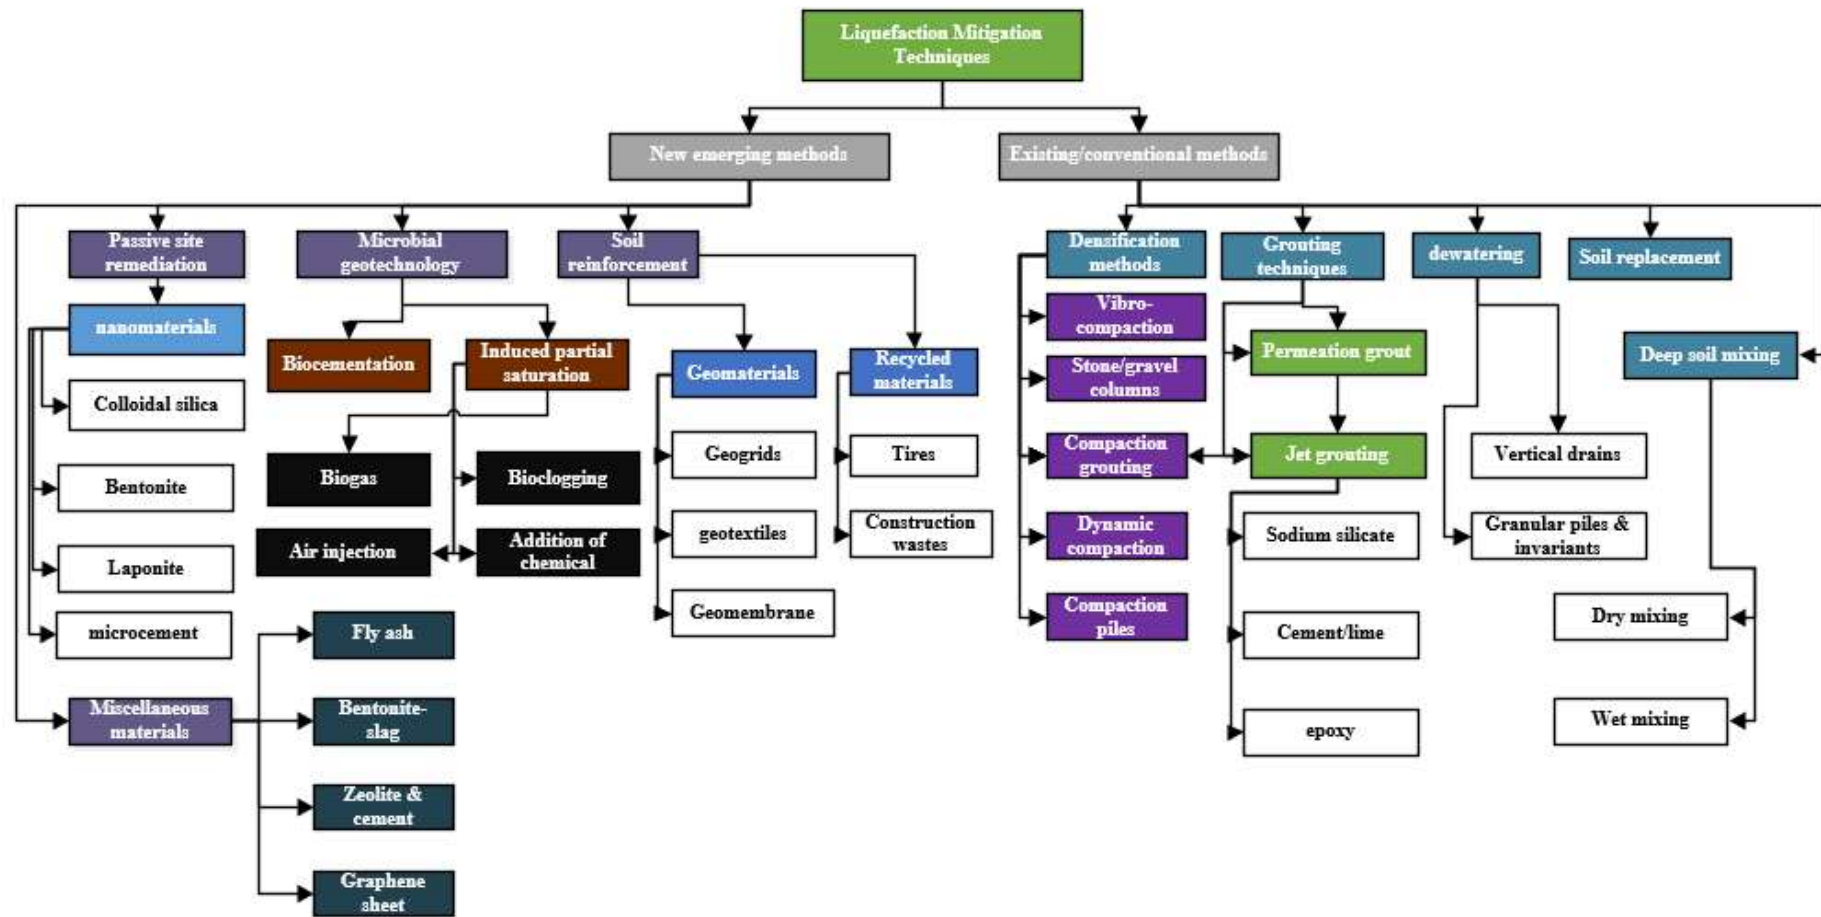 Liquefaction Mitigation
Techniques
New emerging methods
Existing/conventional methods
Passive site
remediation
Microbial
geotechnology
Soil
reinforcement
Densification
methods
Grouting
techniques
dewatering
Soil replacement
nanomaterials
Biocementation
Induced partial
saturation
Geomaterials
Recycled
materials
Vibro-
compaction
Stone/gravel
columns
Permeation grout
Deep soil mixing
Colloidal silica
Bentonite
Laponite
microcement
Biogas
Bioclogging
Air injection
Addition of
chemical
Geogrids
geotextiles
Geomembrane
Tires
Construction
wastes
Compaction
grouting
Dynamic
compaction
Compaction
piles
Jet grouting
Sodium silicate
Cement/lime
epoxy
Vertical drains
Granular piles &
invariants
Dry mixing
Wet mixing
Miscellaneous
materials
Fly ash
Bentonite-
slag
Zeolite &
cement
Graphene
sheet